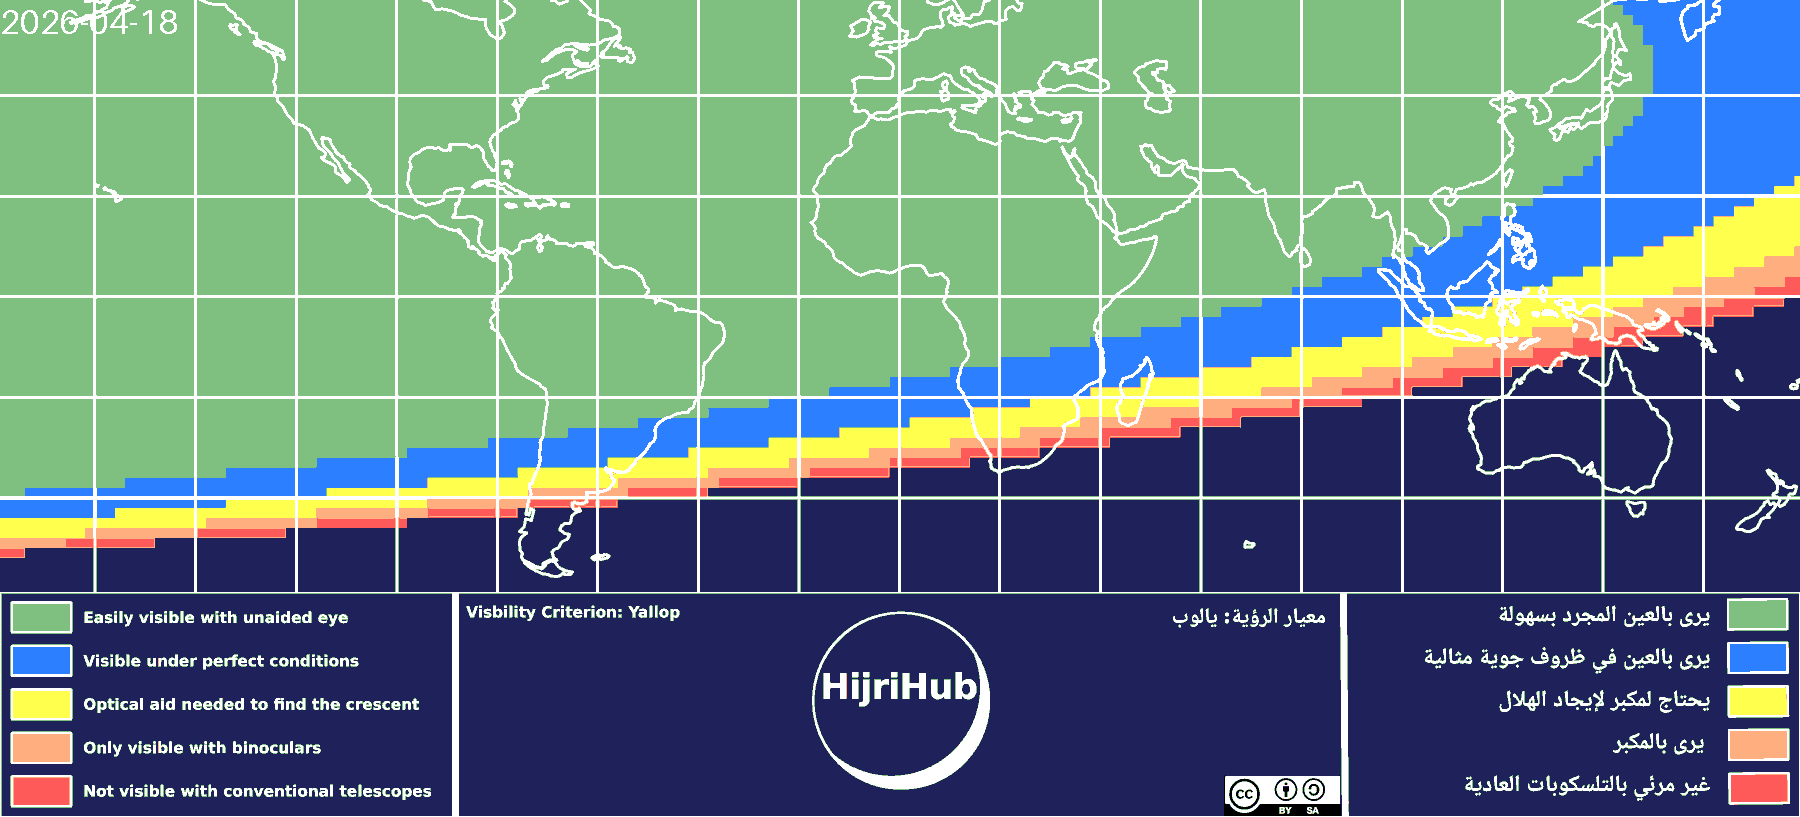 2026-04-18
Easily visible with unaided eye
Visible under perfect conditions
Optical aid needed to find the crescent
Only visible with binoculars
Not visible with conventional telescopes
Visbility Criterion: Yallop
معيار الرؤية: يالوب
HijriHub
cc
BY SA
يرى بالعين المجرد بسهولة
يرى بالعين في ظروف جوية مثالية
يحتاج لمكبر لإيجاد الهلال
يرى بالمكبر
غير مرئي بالتلسكوبات العادية